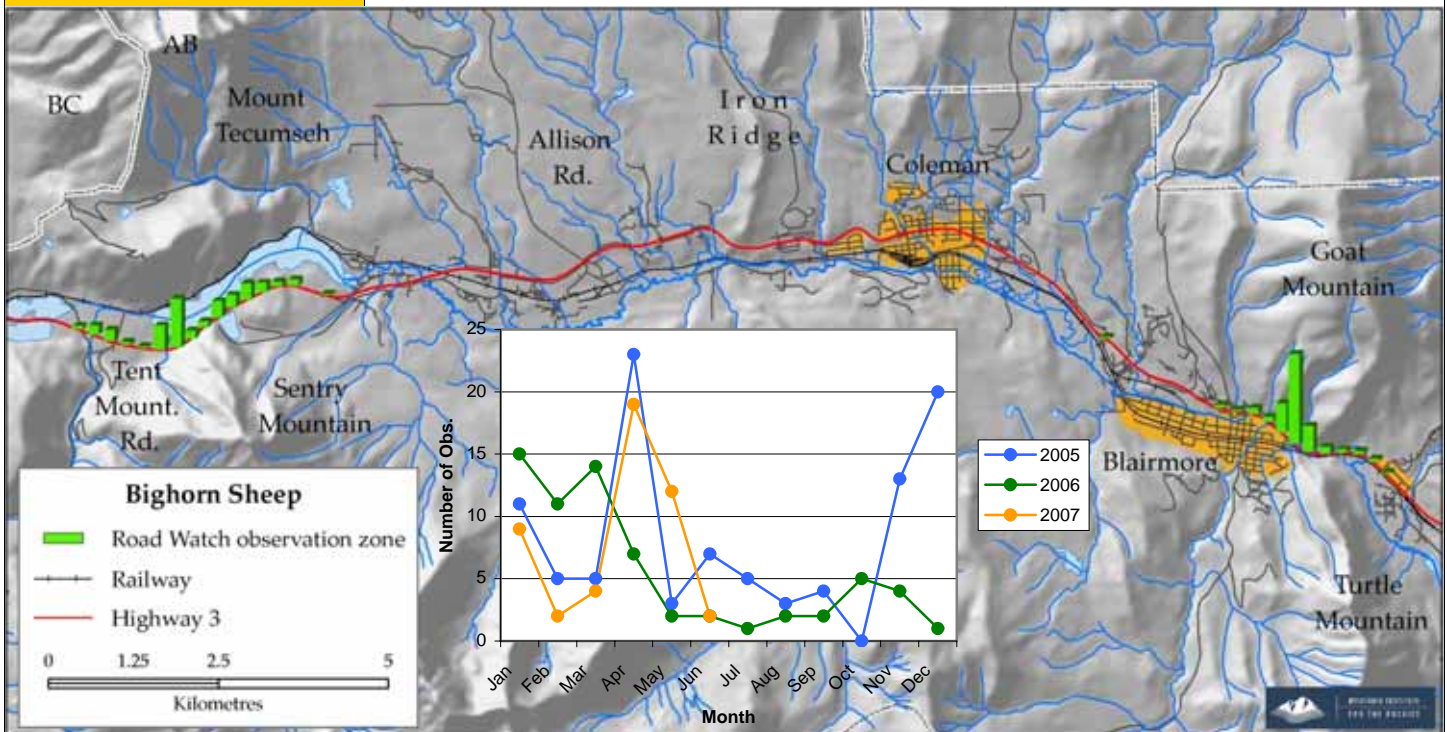 AB
BC
Mount
Tecumseh
Allison
Rd.
Iron
Ridge
Coleman
Goat
Mountain
Tent
Mount.
Rd.
Sentry
Mountain
Blairmore
Turtle
Mountain
Bighorn Sheep
Road Watch observation zone
Railway
Highway 3
0 1.25 2.5 5
Kilometres
Number of Obs.
25
20
15
10
5
0
Jan Feb Mar Apr May Jun Jul Aug Sep Oct Nov Dec
Month
2005
2006
2007
FOR THE ROCKIES